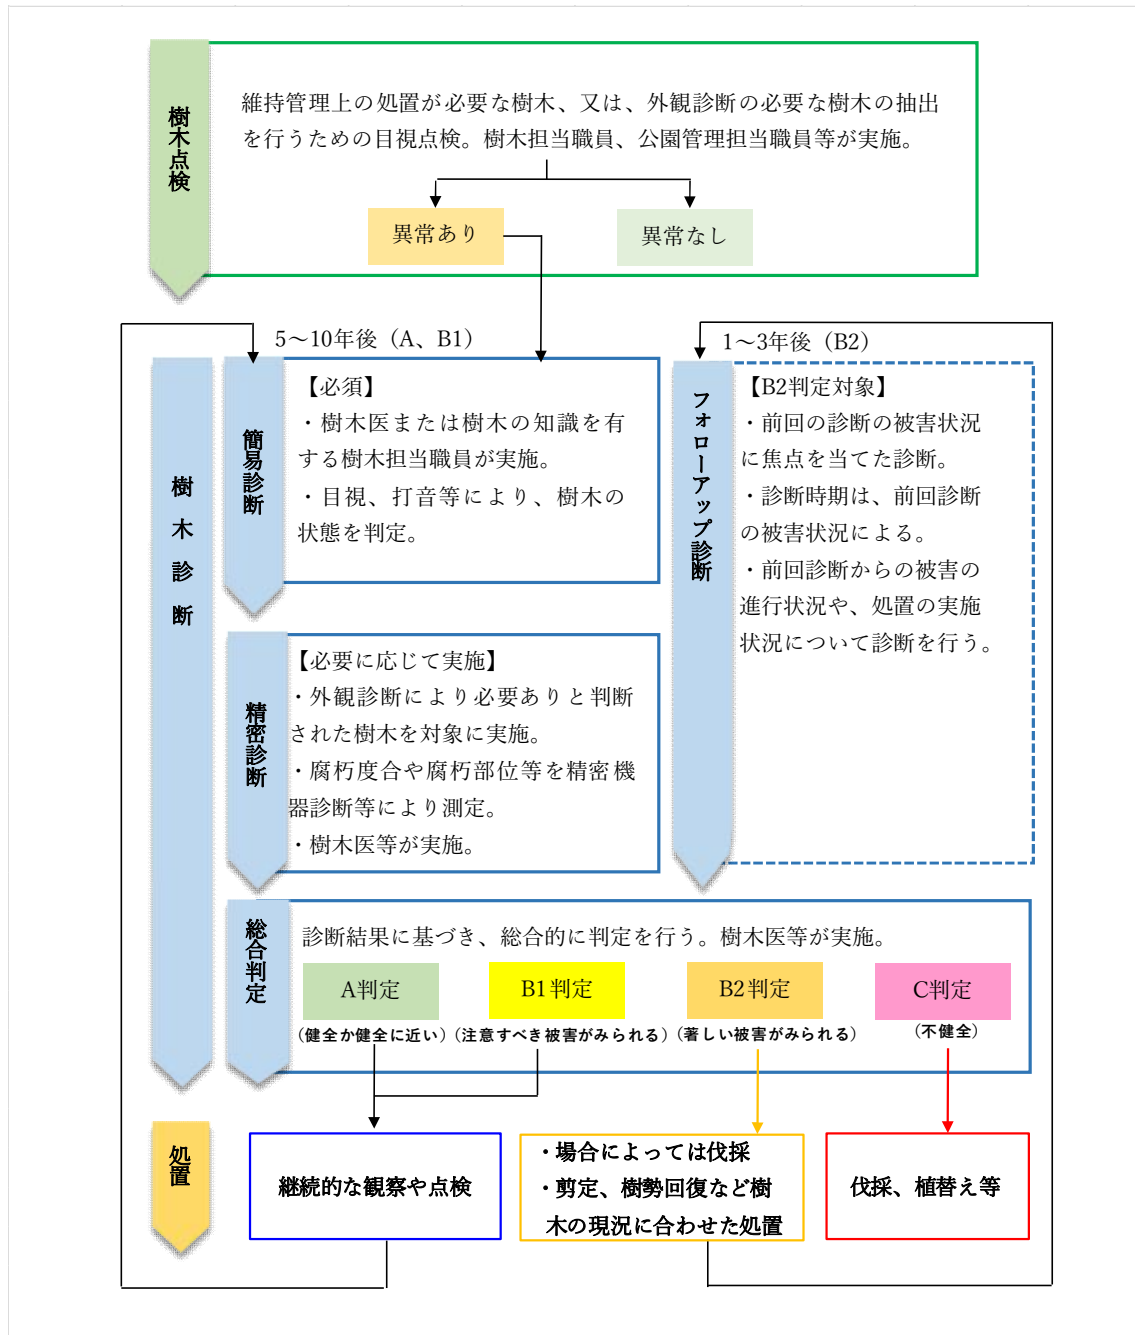 樹木点検
維持管理上の処置が必要な樹木、又は、外観診断の必要な樹木の抽出
を行うための目視点検。樹木担当職員、公園管理担当職員等が実施。
異常あり
異常なし
5～10年後（A、B1）
1～3年後（B2）
樹木診断
簡易診断
【必須】
・樹木医または樹木の知識を有
する樹木担当職員が実施。
・目視、打音等により、樹木の
状態を判定。
フォローアップ診断
【B2判定対象】
・前回の診断の被害状況
に焦点を当てた診断。
・診断時期は、前回診断
の被害状況による。
・前回診断からの被害の
進行状況や、処置の実施
状況について診断を行う。
精密診断
【必要に応じて実施】
・外観診断により必要ありと判断
された樹木を対象に実施。
・腐朽度合や腐朽部位等を精密機
器診断等により測定。
・樹木医等が実施。
総合判定
診断結果に基づき、総合的に判定を行う。樹木医等が実施。
A判定
B1判定
B2判定
C判定
（健全か健全に近い）
（注意すべき被害がみられる）
（著しい被害がみられる）
（不健全）
処置
継続的な観察や点検
・場合によっては伐採
・剪定、樹勢回復など樹
木の現況に合わせた処置
伐採、植替え等